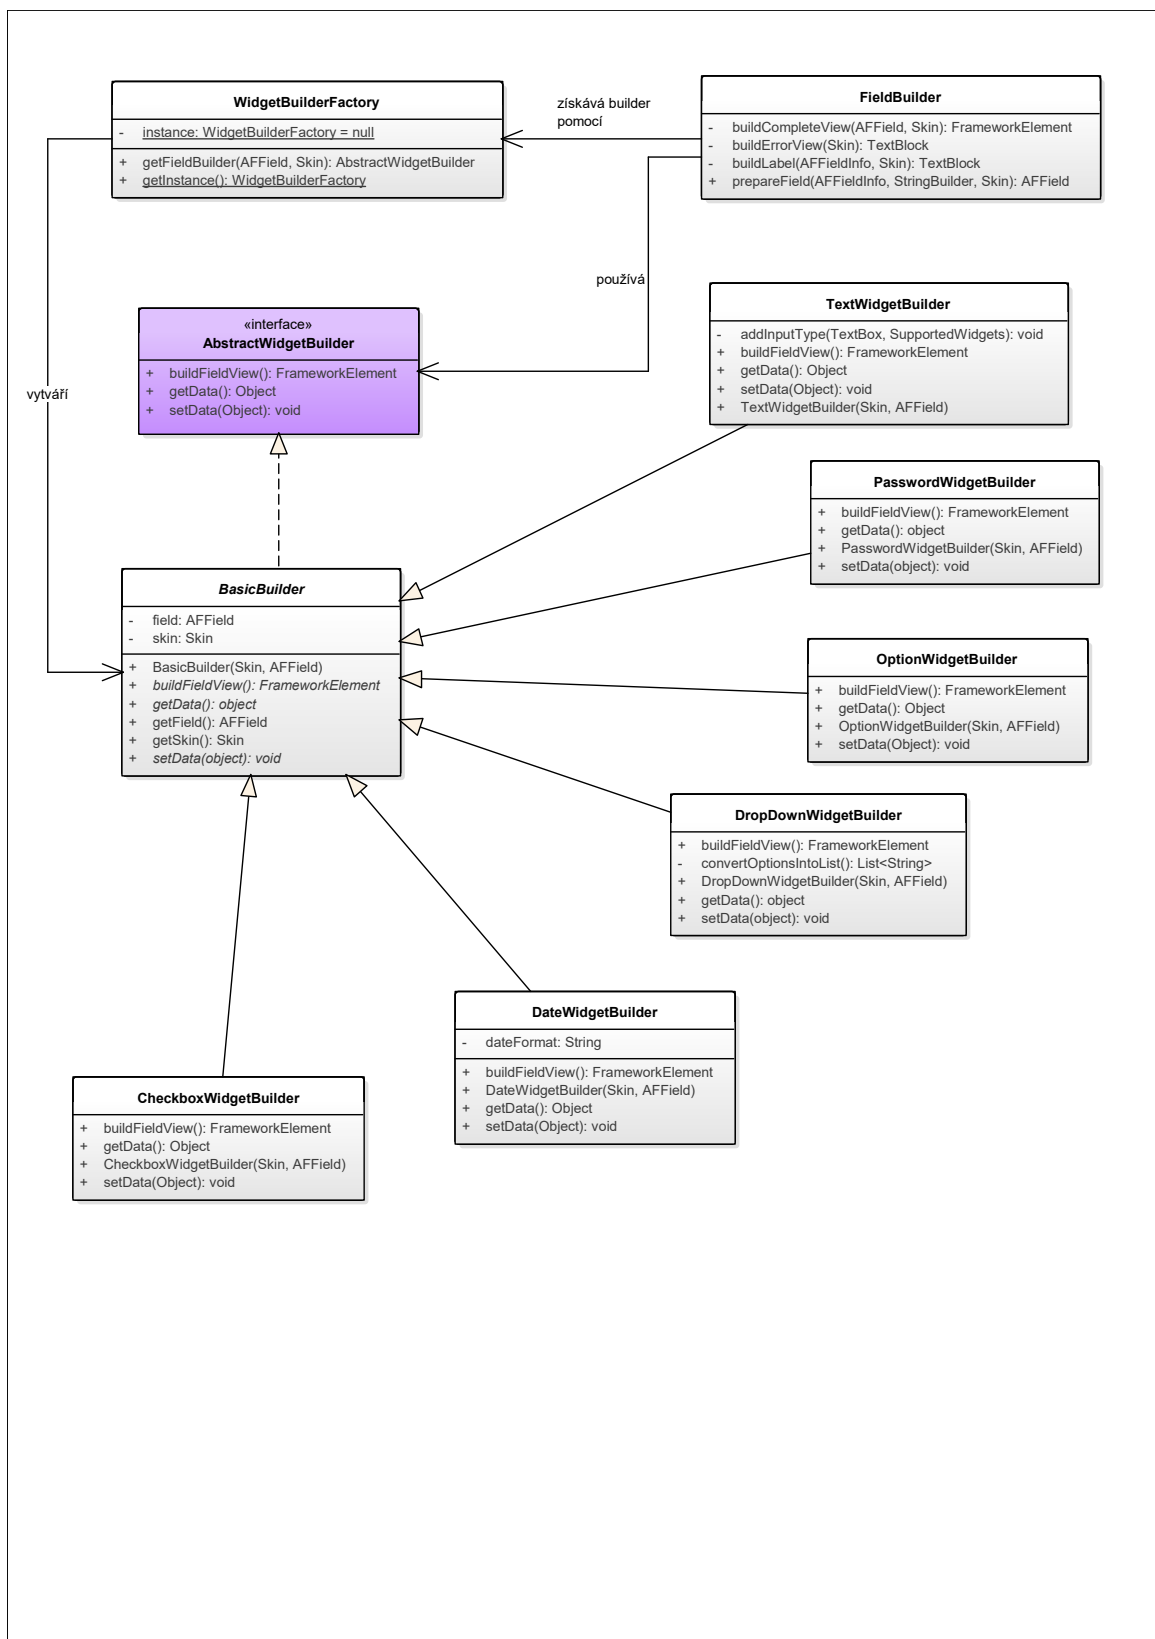 WidgetBuilderFactory
- instance: WidgetBuilderFactory = null
+ getFieldBuilder(AFField, Skin): AbstractWidgetBuilder
+ getInstance(): WidgetBuilderFactory
získává builder
pomocí
FieldBuilder
- buildCompleteView(AFField, Skin): FrameworkElement
- buildErrorView(Skin): TextBlock
- buildLabel(AFFieldInfo, Skin): TextBlock
+ prepareField(AFFieldInfo, StringBuilder, Skin): AFField
používá
vytváří
«interface»
AbstractWidgetBuilder
+ buildFieldView(): FrameworkElement
+ getData(): Object
+ setData(Object): void
TextWidgetBuilder
- addInputType(TextBox, SupportedWidgets): void
+ buildFieldView(): FrameworkElement
+ getData(): Object
+ setData(Object): void
+ TextWidgetBuilder(Skin, AFField)
PasswordWidgetBuilder
+ buildFieldView(): FrameworkElement
+ getData(): object
+ PasswordWidgetBuilder(Skin, AFField)
+ setData(object): void
BasicBuilder
- field: AFField
- skin: Skin
+ BasicBuilder(Skin, AFField)
+ buildFieldView(): FrameworkElement
+ getData(): object
+ getField(): AFField
+ getSkin(): Skin
+ setData(object): void
OptionWidgetBuilder
+ buildFieldView(): FrameworkElement
+ getData(): Object
+ OptionWidgetBuilder(Skin, AFField)
+ setData(Object): void
DropDownWidgetBuilder
+ buildFieldView(): FrameworkElement
- convertOptionsIntoList(): List<String>
+ DropDownWidgetBuilder(Skin, AFField)
+ getData(): object
+ setData(object): void
DateWidgetBuilder
- dateFormat: String
+ buildFieldView(): FrameworkElement
+ DateWidgetBuilder(Skin, AFField)
+ getData(): Object
+ setData(Object): void
CheckboxWidgetBuilder
+ buildFieldView(): FrameworkElement
+ getData(): Object
+ CheckboxWidgetBuilder(Skin, AFField)
+ setData(Object): void